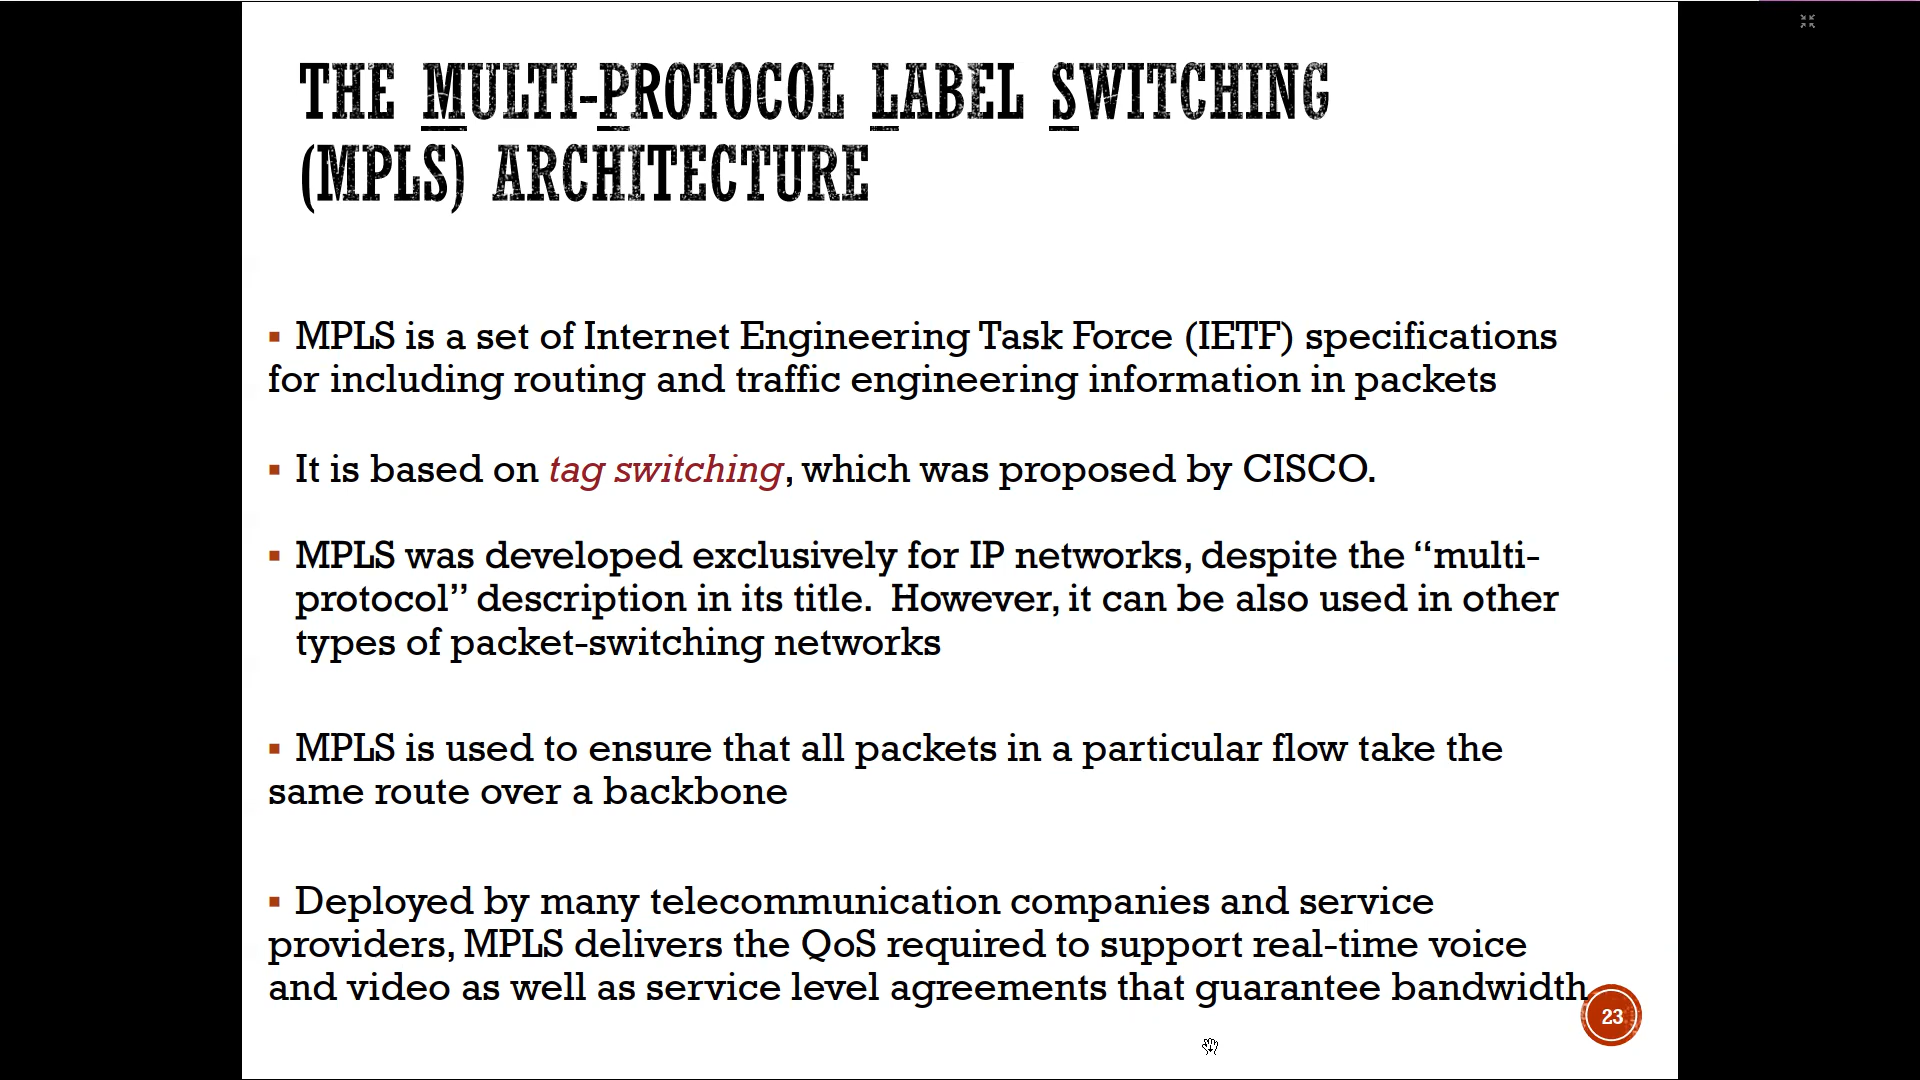 THE MULTI-PROTOCOL LABEL SWITCHING
(MPLS) ARCHITECTURE
▪ MPLS is a set of Internet Engineering Task Force (IETF) specifications
for including routing and traffic engineering information in packets
▪ It is based on tag switching, which was proposed by CISCO.
▪ MPLS was developed exclusively for IP networks, despite the “multi-
protocol” description in its title.  However, it can be also used in other
types of packet-switching networks
▪ MPLS is used to ensure that all packets in a particular flow take the
same route over a backbone
▪ Deployed by many telecommunication companies and service
providers, MPLS delivers the QoS required to support real-time voice
and video as well as service level agreements that guarantee bandwidth
23